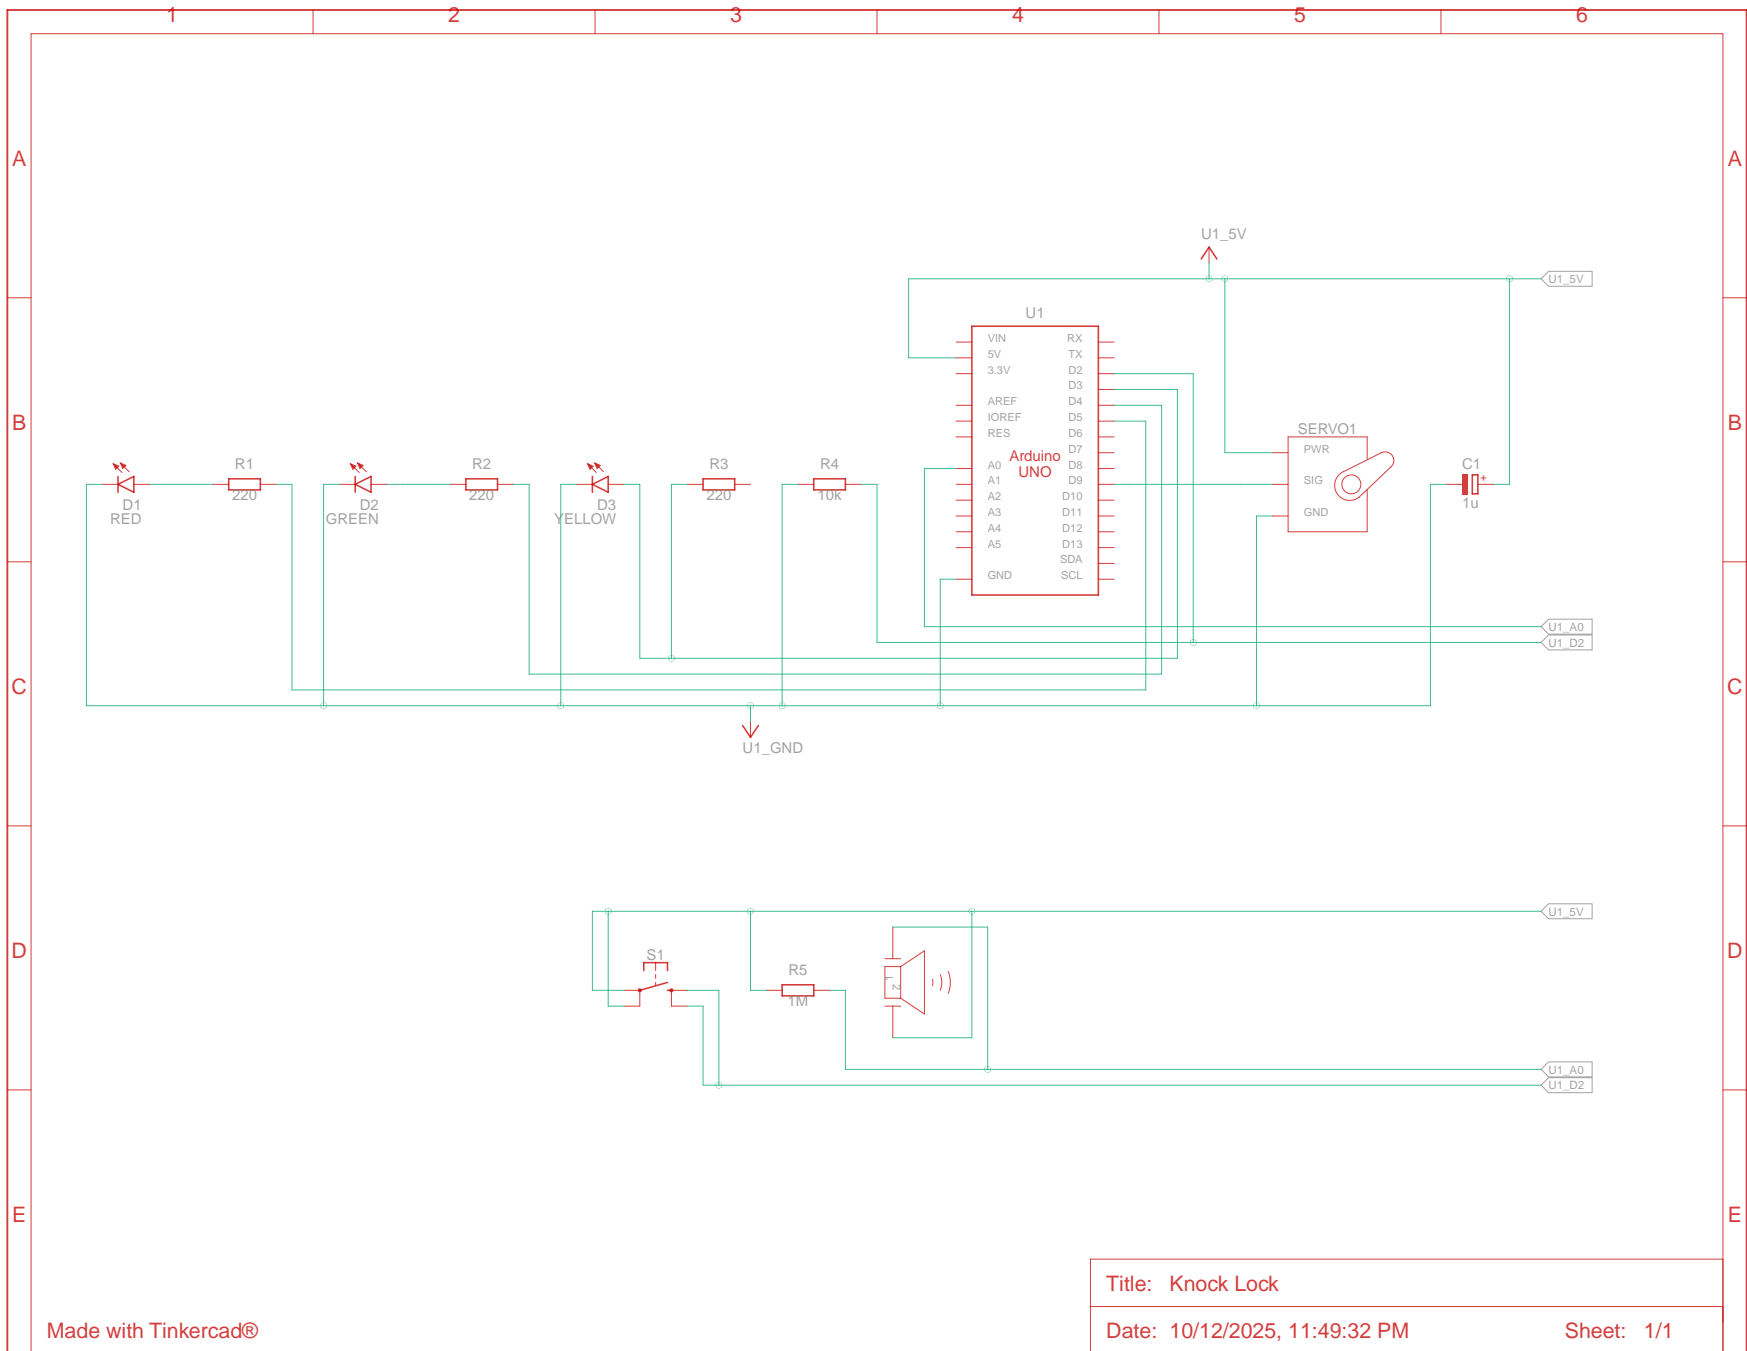 1 2 3 4 5 6
A A
U1_5V
U1_5V
U1
VIN RX
5V TX
3.3V D2
D3
AREF D4
IOREF D5
RES D6
D7
A0 D8
A1 D9
A2 D10
A3 D11
A4 D12
A5 D13
SDA
GND SCL
Arduino
UNO
B B
SERVO1
PWR
SIG
GND
C1
+
1u
R1
220
R2
220
R3
220
R4
10k
D1
RED
D2
GREEN
D3
YELLOW
U1_A0
U1_D2
C C
U1_GND
U1_5V
D D
S1
R5
1M
L
2
U1_A0
U1_D2
E E
Title: Knock Lock
Made with Tinkercad®
Date: 10/12/2025, 11:49:32 PM Sheet: 1/1